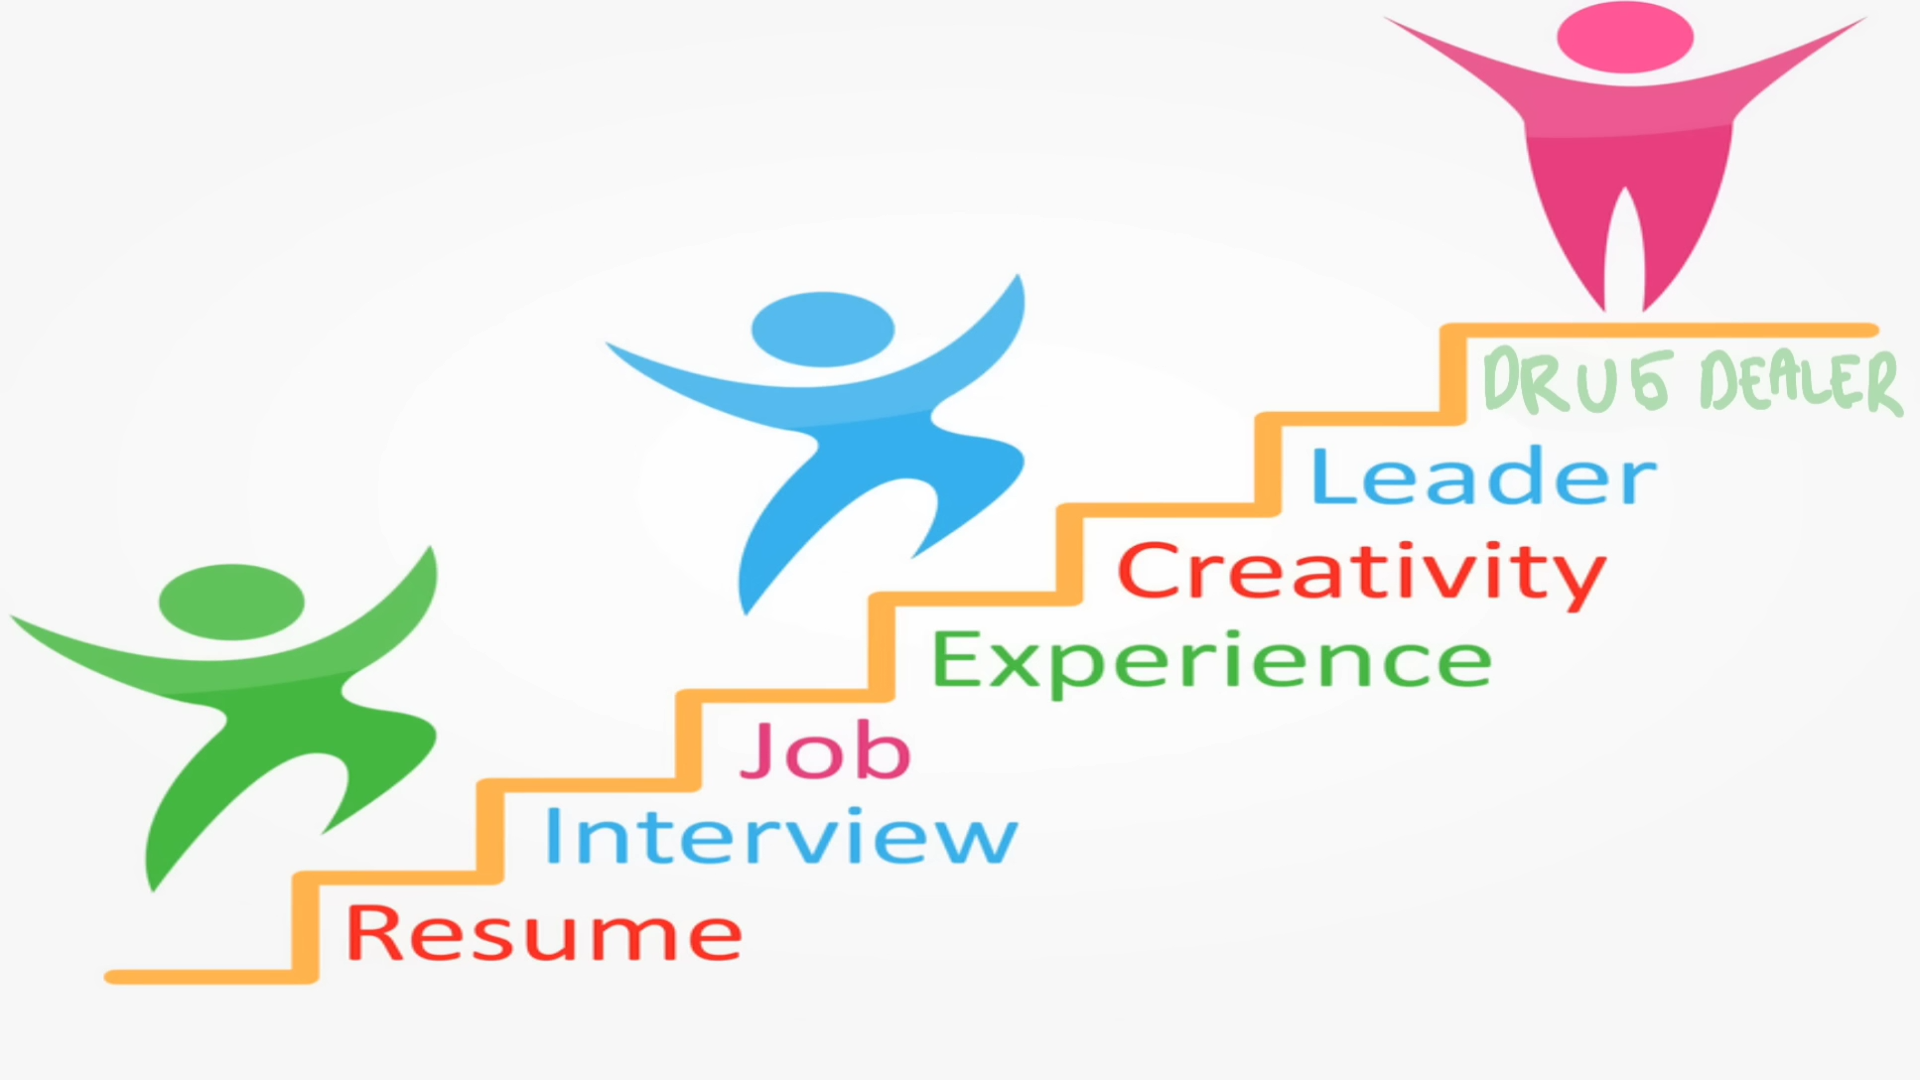 DRUG DEALER
Leader
Creativity
Experience
Job
Interview
Resume